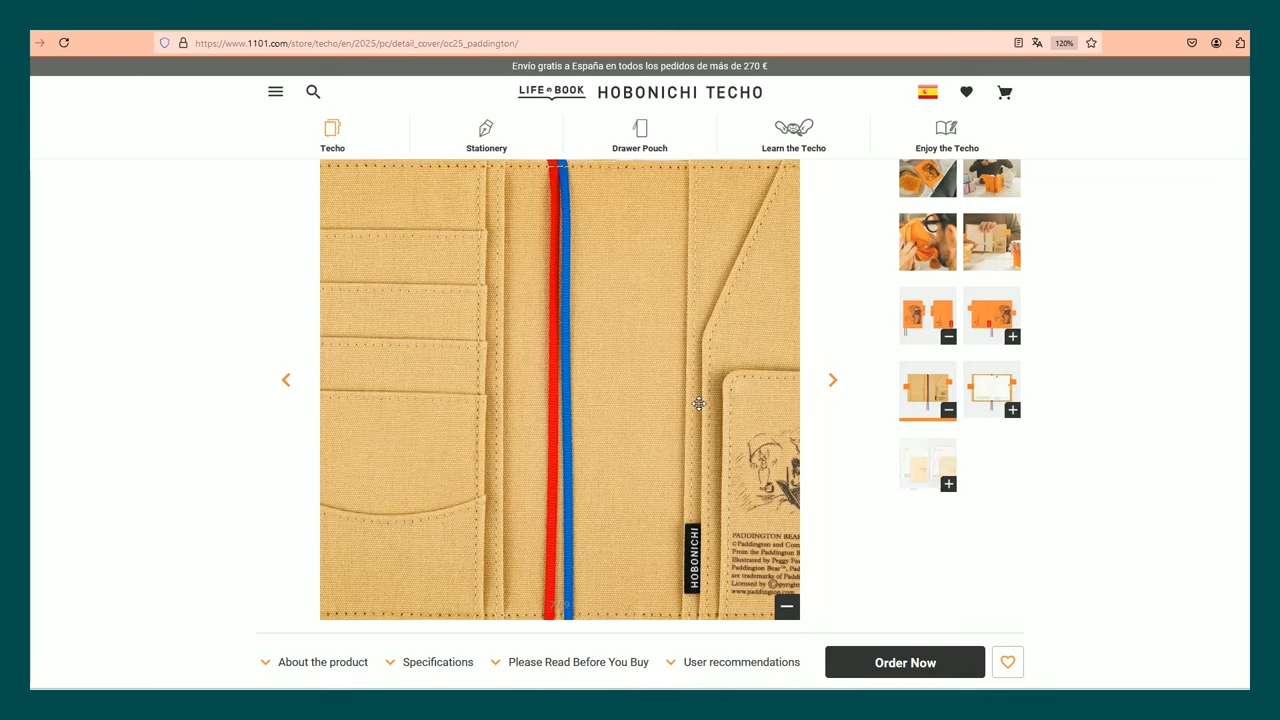 https://www.1101.com/store/techo/en/2025/pc/detail_cover/oc25_paddington/
120%
Envío gratis a España en todos los pedidos de más de 270 €
LIFE BOOK HOBONICHI TECHO
Techo
Stationery
Drawer Pouch
Learn the Techo
Enjoy the Techo
HOBONICHI
PADDINGTON BEAR
©Paddington and Com
From the Paddington B
Illustrated by Peggy Fo
Paddington Bear™, Padd
are trademarks of Padd
Licensed by ©opyrights
www.paddington.com
About the product
Specifications
Please Read Before You Buy
User recommendations
Order Now